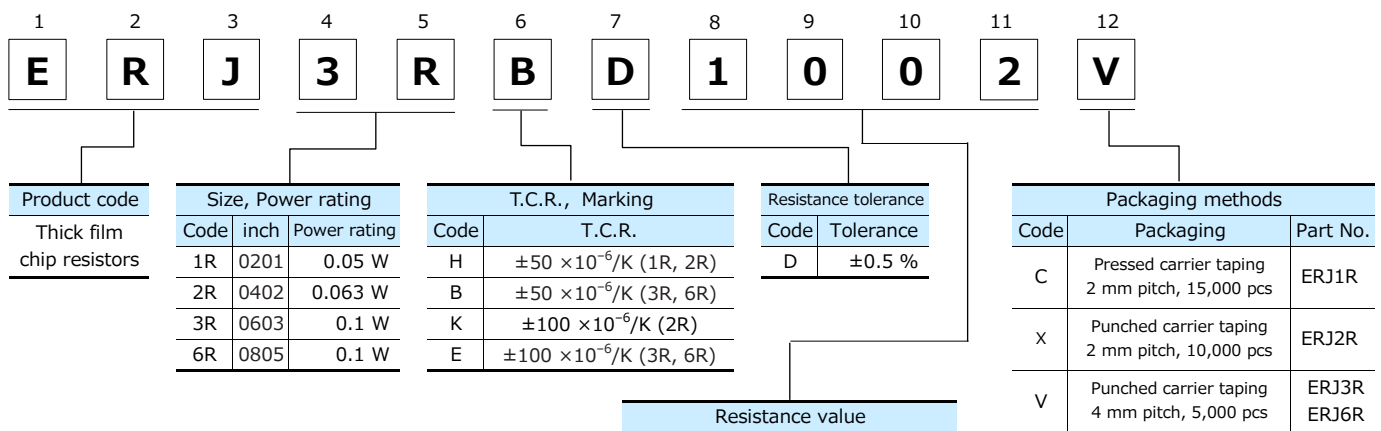 1 2 3 4 5 6 7 8 9 10 11 12
E R J 3 R B D 1 0 0 2 V
Product code
Thick film
chip resistors
Size, Power rating
Code inch Power rating
1R 0201 0.05 W
2R 0402 0.063 W
3R 0603 0.1 W
6R 0805 0.1 W
T.C.R., Marking
Code T.C.R.
H ±50 ×10⁻⁶/K (1R, 2R)
B ±50 ×10⁻⁶/K (3R, 6R)
K ±100 ×10⁻⁶/K (2R)
E ±100 ×10⁻⁶/K (3R, 6R)
Resistance tolerance
Code Tolerance
D ±0.5 %
Packaging methods
Code Packaging Part No.
C Pressed carrier taping
2 mm pitch, 15,000 pcs ERJ1R
X Punched carrier taping
2 mm pitch, 10,000 pcs ERJ2R
V Punched carrier taping ERJ3R
4 mm pitch, 5,000 pcs ERJ6R
Resistance value